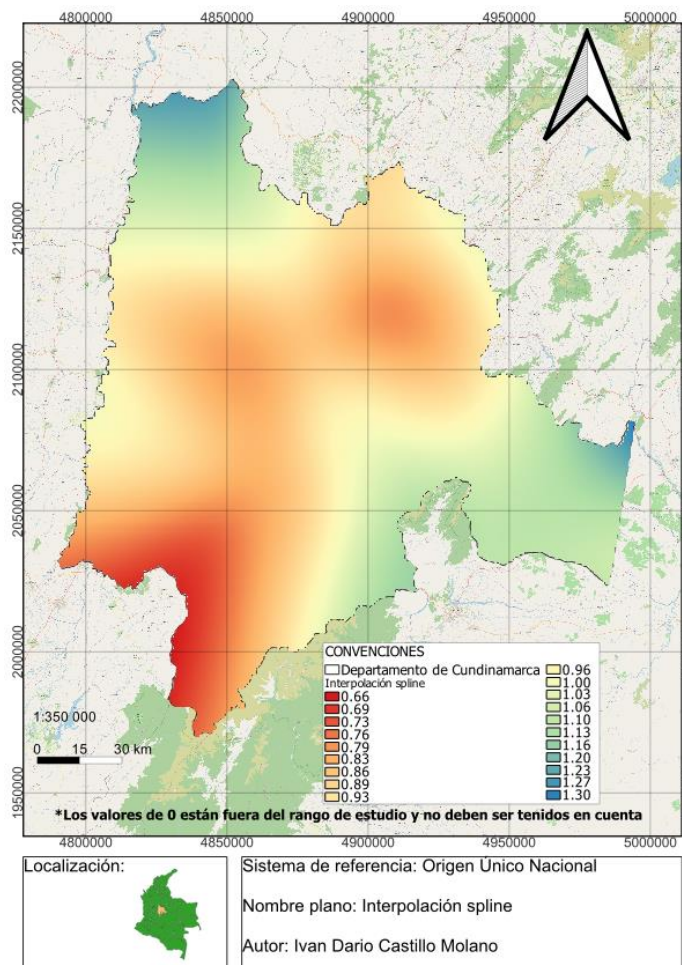 4800000 4850000 4900000 4950000 5000000
2200000
2150000
2100000
2050000
2000000
1950000
CONVENCIONES
Departamento de Cundinamarca
Interpolación spline
0.66
0.69
0.73
0.76
0.79
0.83
0.86
0.89
0.93
0.96
1.00
1.03
1.06
1.10
1.13
1.16
1.20
1.23
1.27
1.30
1:350 000
0 15 30 km
*Los valores de 0 están fuera del rango de estudio y no deben ser tenidos en cuenta
4800000 4850000 4900000 4950000 5000000
Localización:
Sistema de referencia: Origen Único Nacional
Nombre plano: Interpolación spline
Autor: Ivan Dario Castillo Molano